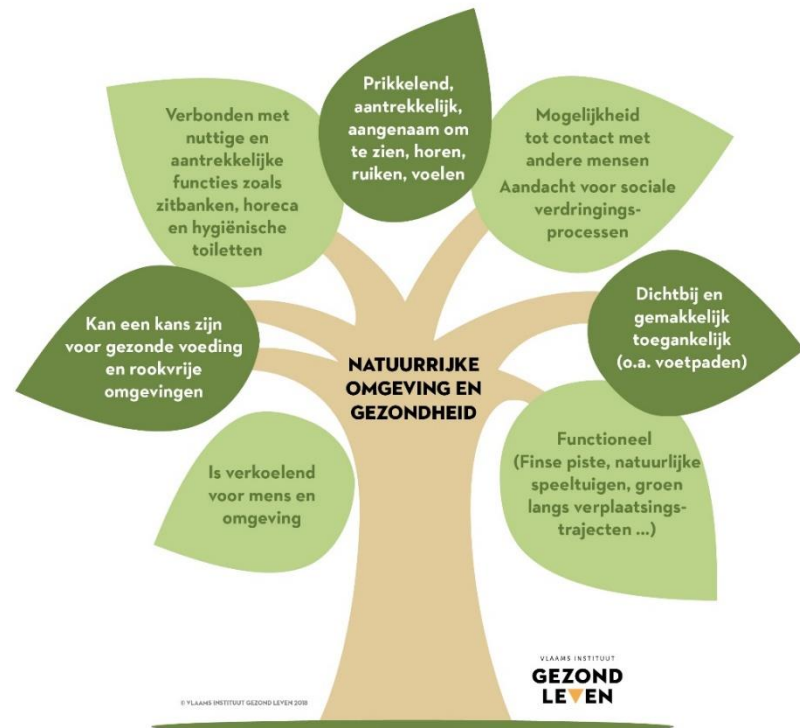 Prikkelend,
aantrekkelijk,
aangenaam om
te zien, horen,
ruiken, voelen
Verbonden met
nuttige en
aantrekkelijke
functies zoals
zitbanken, horeca
en hygiënische
toiletten
Mogelijkheid
tot contact met
andere mensen
Aandacht voor sociale
verdringings-
processen
Kan een kans zijn
voor gezonde voeding
en rookvrije
omgevingen
Dichtbij en
gemakkelijk
toegankelijk
(o.a. voetpaden)
NATUURRIJKE
OMGEVING EN
GEZONDHEID
Is verkoelend
voor mens en
omgeving
Functioneel
(Finse piste, natuurlijke
speeltuigen, groen
langs verplaatsings-
trajecten ...)
© VLAAMS INSTITUUT GEZOND LEVEN 2018
VLAAMS INSTITUUT
GEZOND
LEVEN